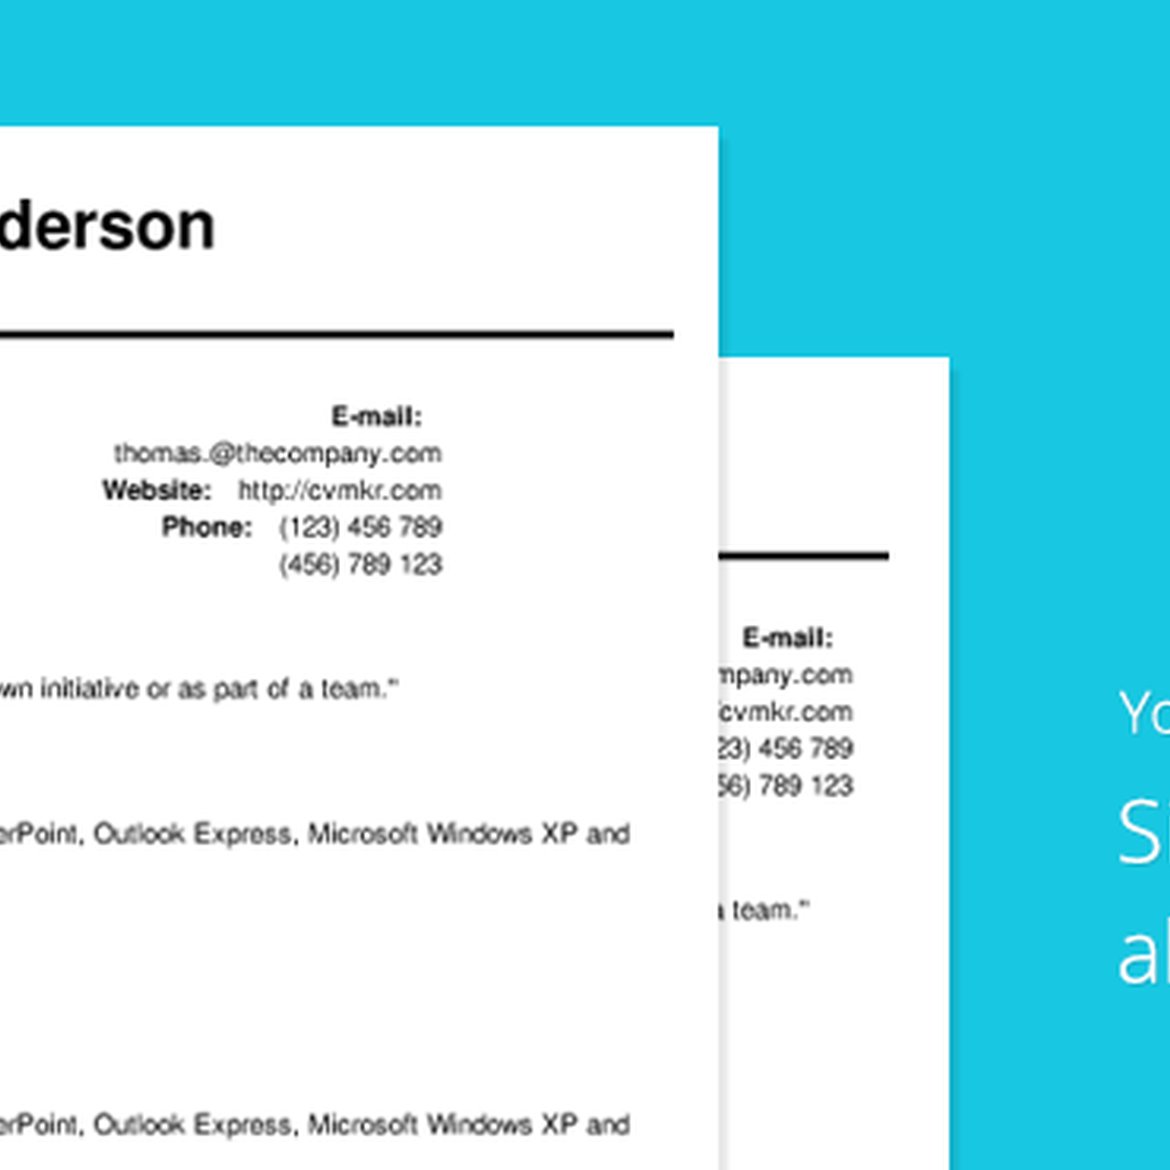 derson
E-mail:
thomas.@thecompany.com
Website: http://cvmkr.com
Phone: (123) 456 789
(456) 789 123
wn initiative or as part of a team."
erPoint, Outlook Express, Microsoft Windows XP and
erPoint, Outlook Express, Microsoft Windows XP and
E-mail:
mpany.com
/cvmkr.com
23) 456 789
56) 789 123
a team."
Yo
S
al